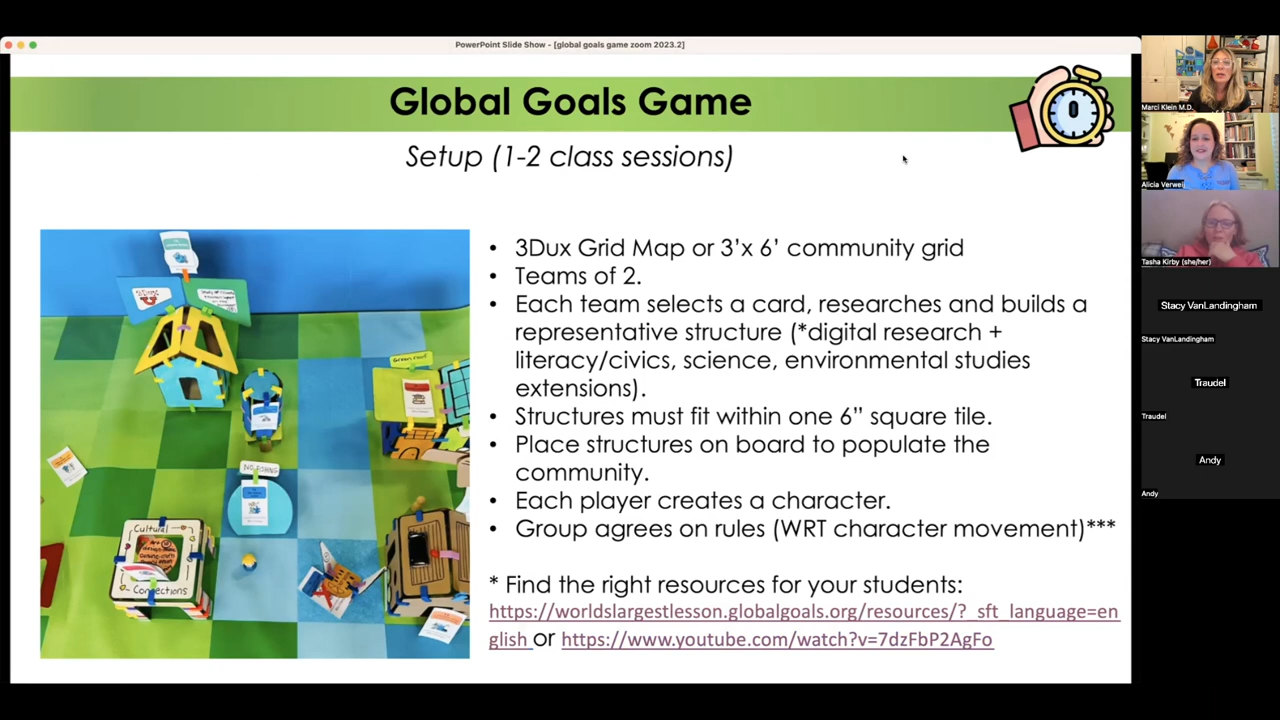 PowerPoint Slide Show - [global goals game zoom 2023.2]
Global Goals Game
Setup (1-2 class sessions)
• 3Dux Grid Map or 3’x 6’ community grid
• Teams of 2.
• Each team selects a card, researches and builds a
representative structure (*digital research +
literacy/civics, science, environmental studies
extensions).
• Structures must fit within one 6” square tile.
• Place structures on board to populate the
community.
• Each player creates a character.
• Group agrees on rules (WRT character movement)***
* Find the right resources for your students:
https://worldslargestlesson.globalgoals.org/resources/?_sft_language=en
glish or https://www.youtube.com/watch?v=7dzFbP2AgFo
Green roof
NO FISHING
Cultural
Connections
Marci Klein M.D.
Alicia Verweij
Tasha Kirby (she/her)
Stacy VanLandingham
Stacy VanLandingham
Traudel
Traudel
Andy
Andy